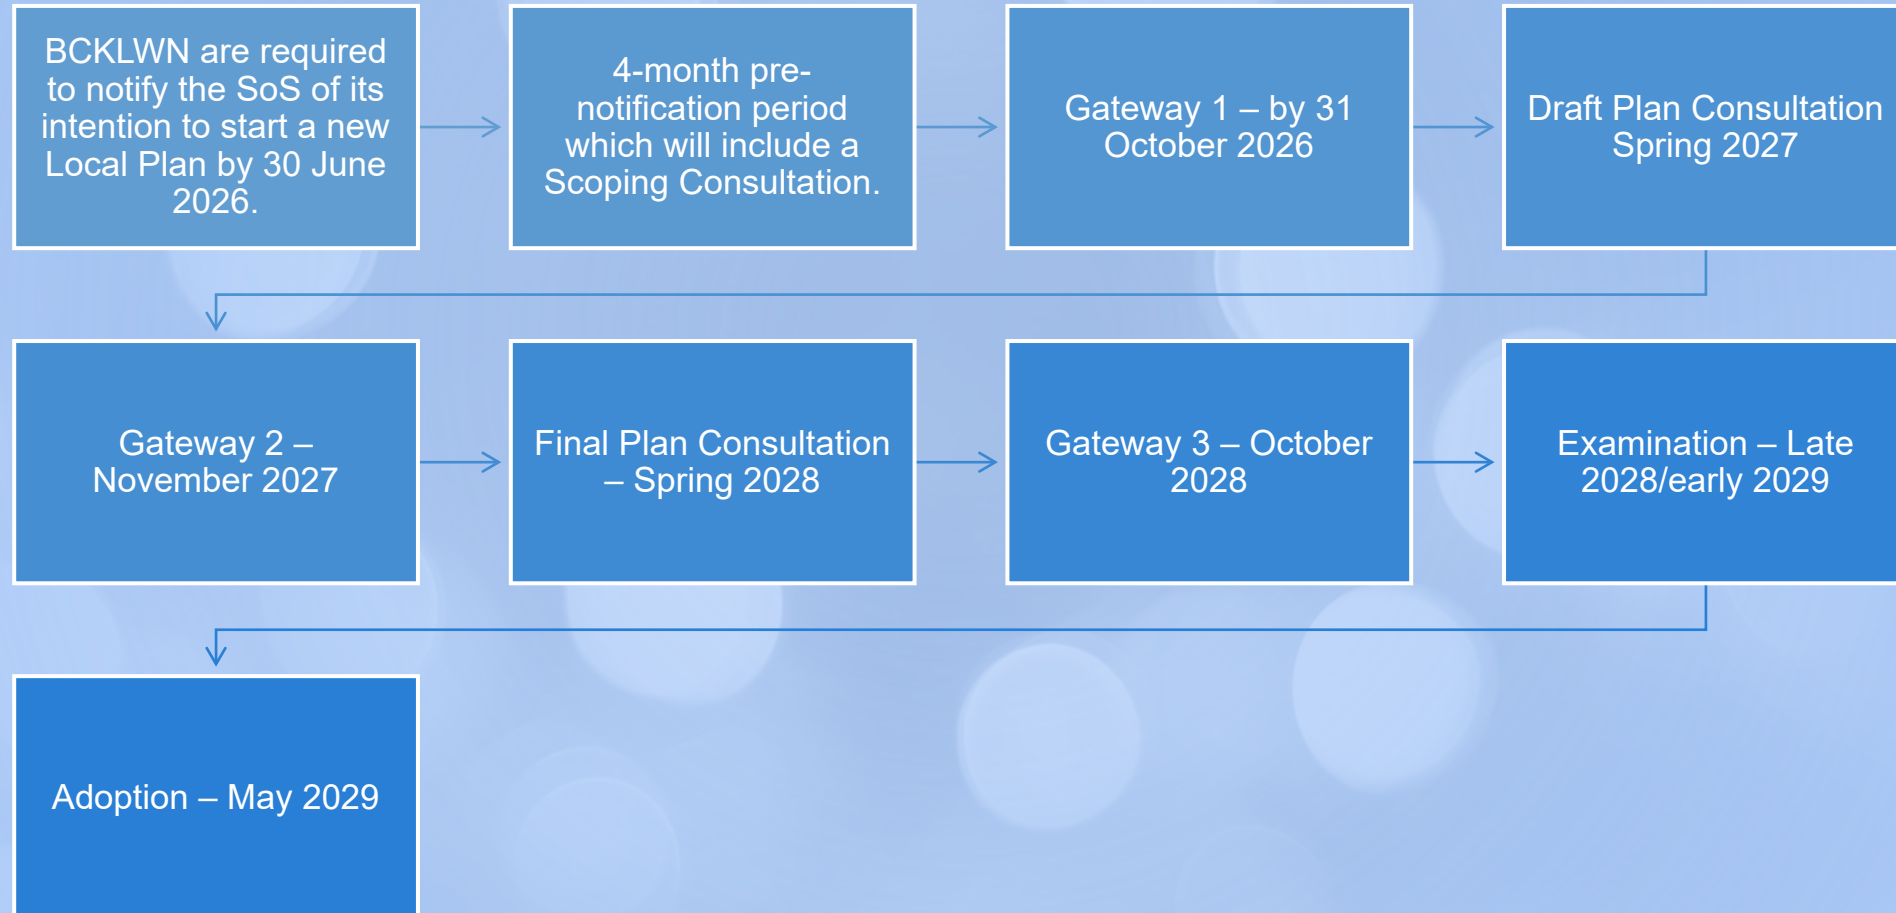 BCKLWN are required
to notify the SoS of its
intention to start a new
Local Plan by 30 June
2026.
4-month pre-
notification period
which will include a
Scoping Consultation.
Gateway 1 – by 31
October 2026
Draft Plan Consultation
Spring 2027
Gateway 2 –
November 2027
Final Plan Consultation
– Spring 2028
Gateway 3 – October
2028
Examination – Late
2028/early 2029
Adoption – May 2029